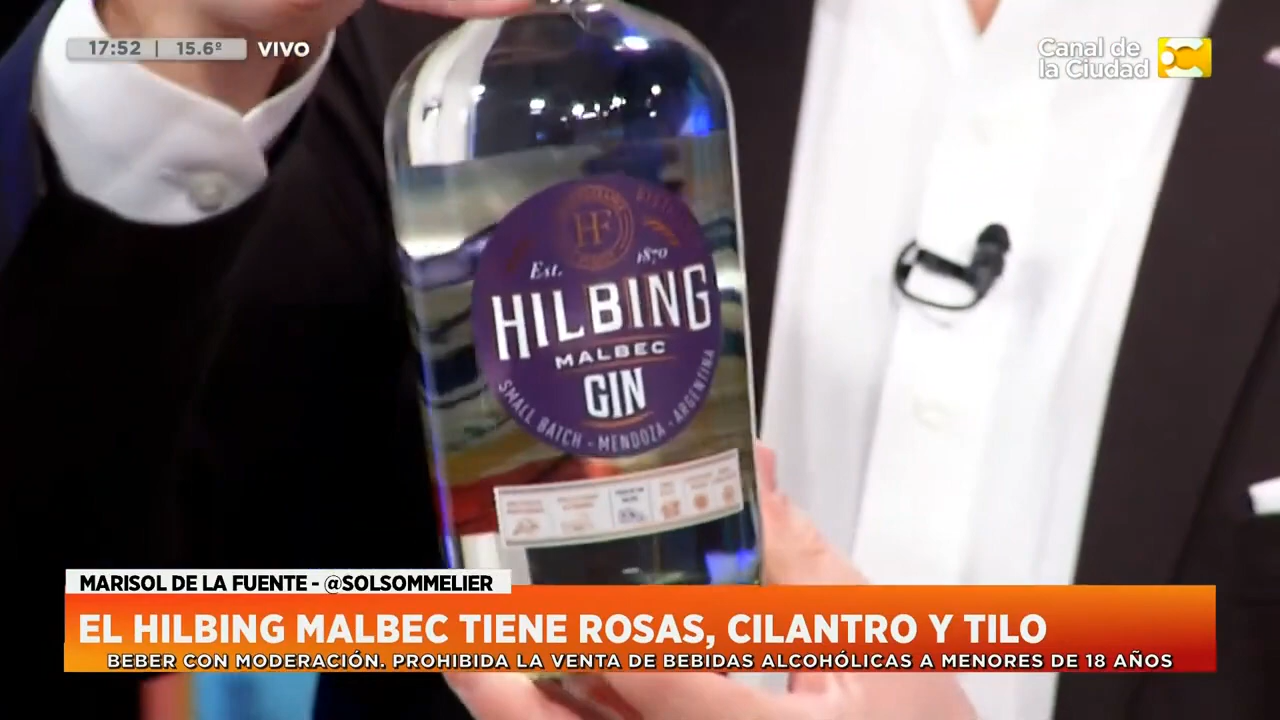 17:52 | 15.6º VIVO
Canal de
la Ciudad
HF
Est. 1870
HILBING
MALBEC
GIN
SMALL BATCH - MENDOZA - ARGENTINA
MARISOL DE LA FUENTE - @SOLSOMMELIER
EL HILBING MALBEC TIENE ROSAS, CILANTRO Y TILO
BEBER CON MODERACIÓN. PROHIBIDA LA VENTA DE BEBIDAS ALCOHÓLICAS A MENORES DE 18 AÑOS